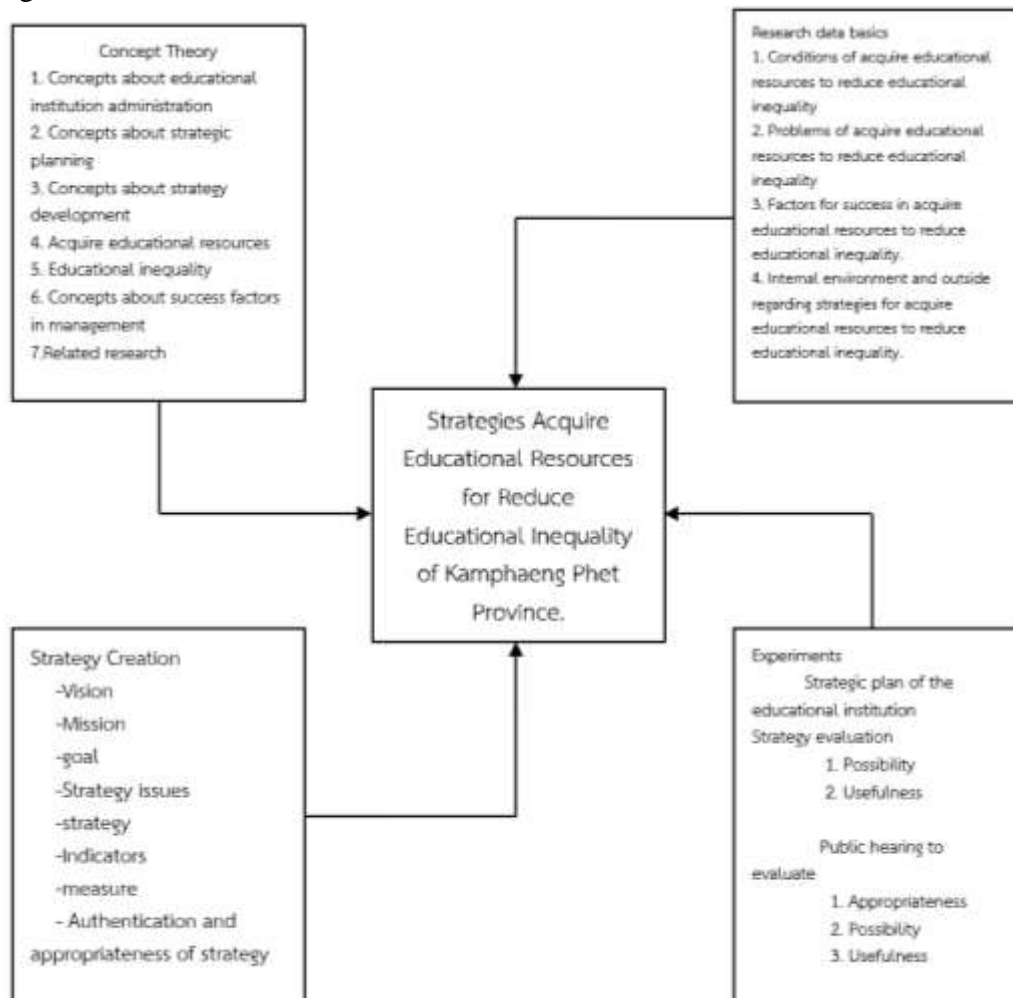 Concept Theory
1. Concepts about educational
institution administration
2. Concepts about strategic
planning
3. Concepts about strategy
development
4. Acquire educational resources
5. Educational inequality
6. Concepts about success factors
in management
7.Related research
Research data basics
1. Conditions of acquire educational
resources to reduce educational
inequality
2. Problems of acquire educational
resources to reduce educational
inequality
3. Factors for success in acquire
educational resources to reduce
educational inequality.
4. Internal environment and outside
regarding strategies for acquire
educational resources to reduce
educational inequality.
Strategies Acquire
Educational Resources
for Reduce
Educational Inequality
of Kamphaeng Phet
Province.
Strategy Creation
-Vision
-Mission
-goal
-Strategy issues
-strategy
-Indicators
-measure
- Authentication and
appropriateness of strategy
Experiments
Strategic plan of the
educational institution
Strategy evaluation
1. Possibility
2. Usefulness
Public hearing to
evaluate
1. Appropriateness
2. Possibility
3. Usefulness